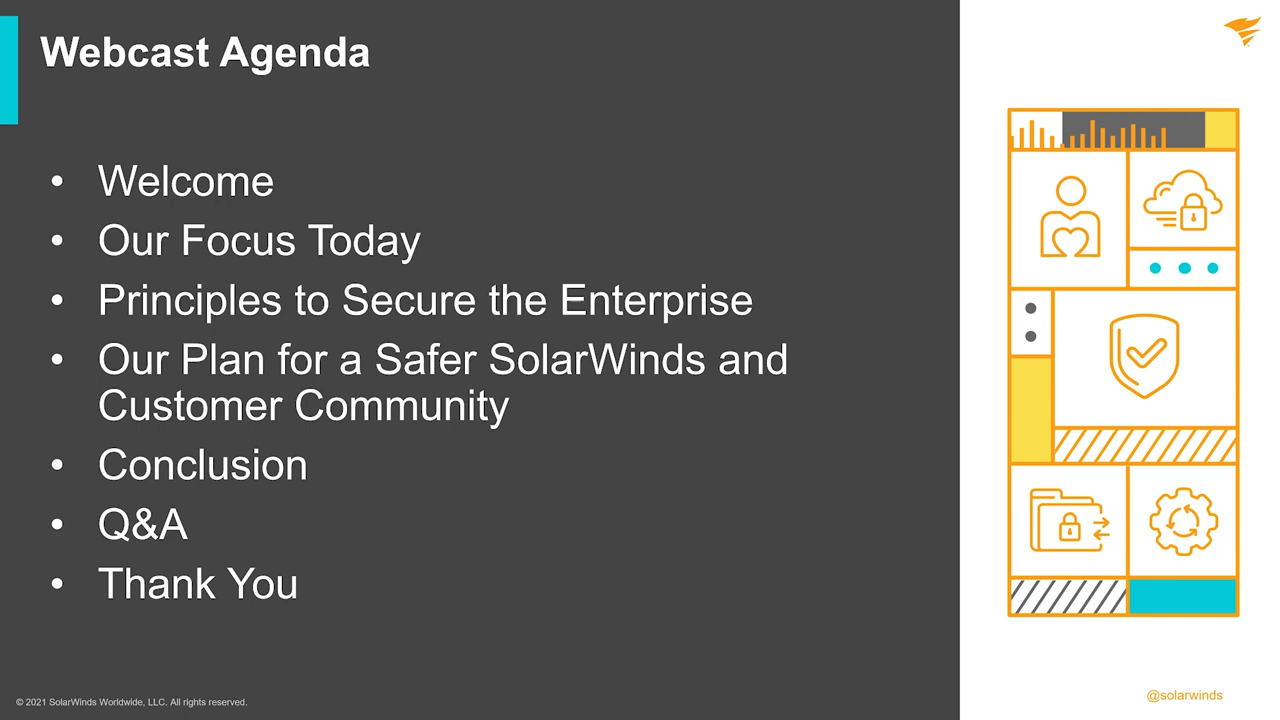 Webcast Agenda
• Welcome
• Our Focus Today
• Principles to Secure the Enterprise
• Our Plan for a Safer SolarWinds and
Customer Community
• Conclusion
• Q&A
• Thank You
© 2021 SolarWinds Worldwide, LLC. All rights reserved.
@solarwinds